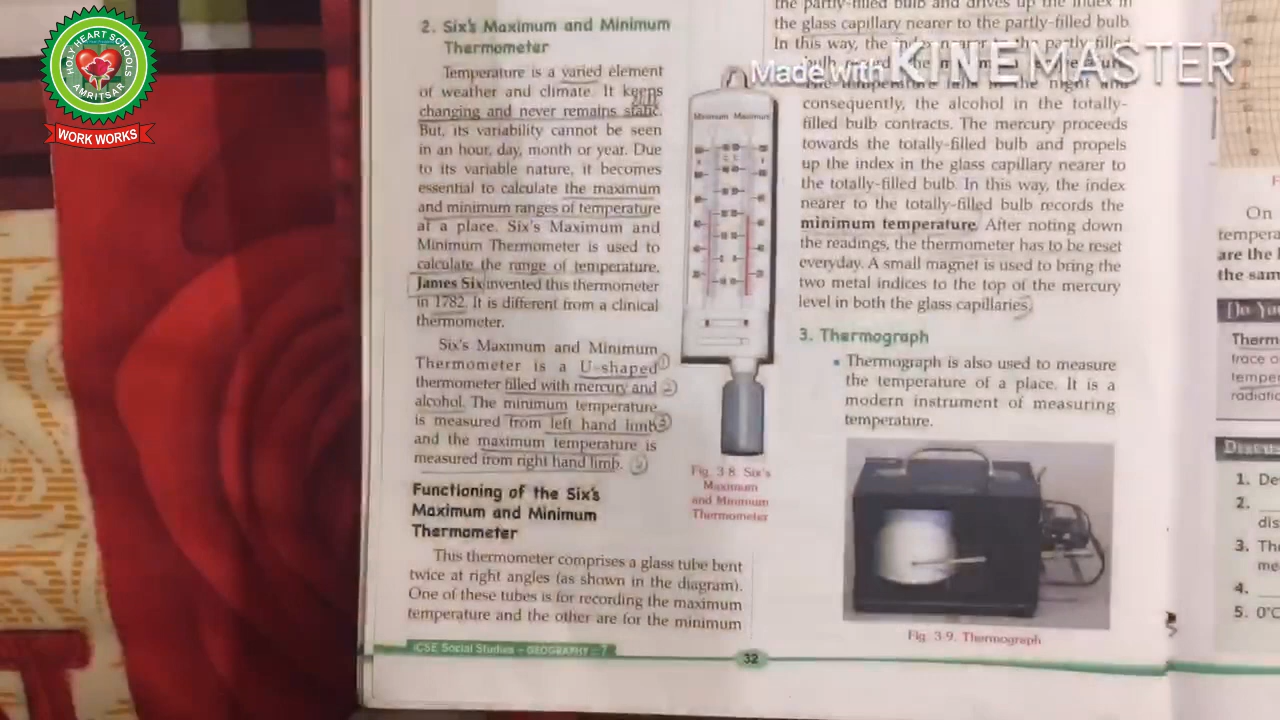 HOLY HEART SCHOOLS
AMRITSAR
WORK WORKS
Made with KINEMASTER
2. Six's Maximum and Minimum
Thermometer
Temperature is a varied element
of weather and climate. It keeps
changing and never remains static.
But, its variability cannot be seen
in an hour, day, month or year. Due
to its variable nature, it becomes
essential to calculate the maximum
and minimum ranges of temperature
at a place. Six's Maximum and
Minimum Thermometer is used to
calculate the range of temperature.
James Six invented this thermometer
in 1782. It is different from a clinical
thermometer.
Six's Maximum and Minimum
Thermometer is a U-shaped
thermometer filled with mercury and
alcohol. The minimum temperature
is measured from left hand limb
and the maximum temperature is
measured from right hand limb.
Functioning of the Six's
Maximum and Minimum
Thermometer
This thermometer comprises a glass tube bent
twice at right angles (as shown in the diagram).
One of these tubes is for recording the maximum
temperature and the other are for the minimum
Minimum Maximum
Fig. 3.8. Six's
Maximum
and Minimum
Thermometer
the partly-filled bulb and drives up the index in
the glass capillary nearer to the partly-filled bulb.
In this way, the index
consequently, the alcohol in the totally-
filled bulb contracts. The mercury proceeds
towards the totally-filled bulb and propels
up the index in the glass capillary nearer to
the totally-filled bulb. In this way, the index
nearer to the totally-filled bulb records the
minimum temperature. After noting down
the readings, the thermometer has to be reset
everyday. A small magnet is used to bring the
two metal indices to the top of the mercury
level in both the glass capillaries.
3. Thermograph
Thermograph is also used to measure
the temperature of a place. It is a
modern instrument of measuring
temperature.
Fig. 3.9. Thermograph
ICSE Social Studies – GEOGRAPHY – 7
32
On
tempera
are the
the sam
Do Yo
Therm
trace
tempe
radiatio
Discus
1. De
2.
dis
3. Th
me
4.
5. 0°C